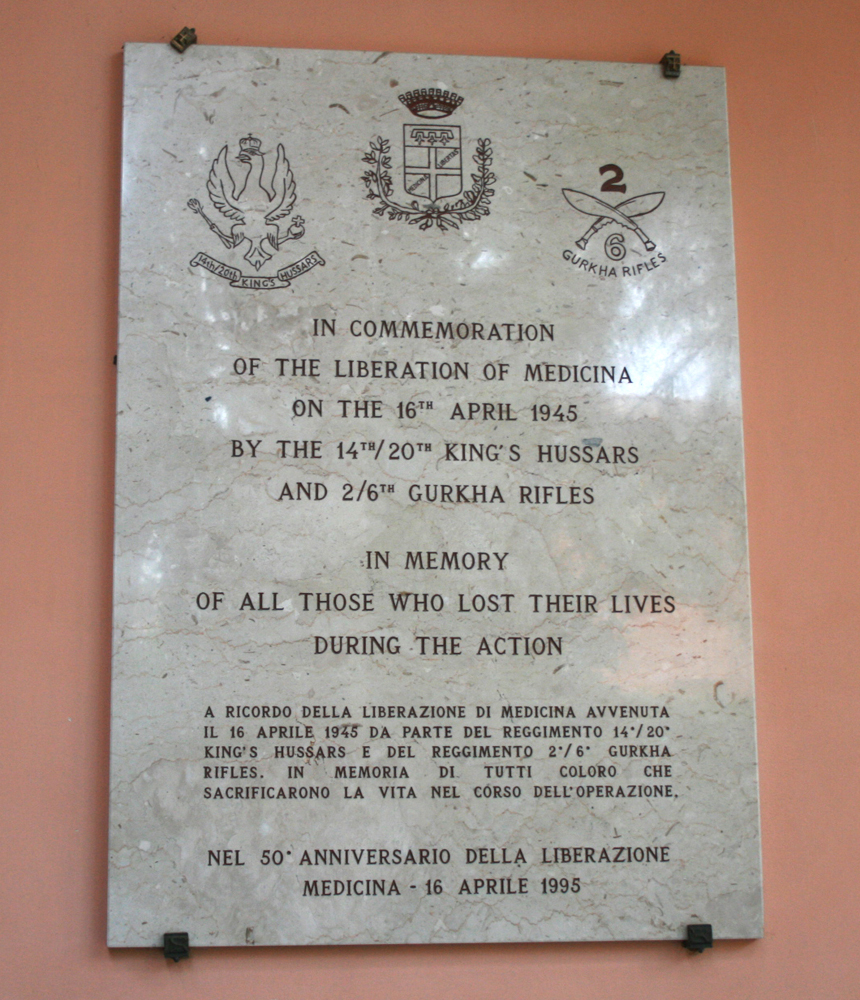 14th/20th KING'S HUSSARS
LIBERTAS
LIBERTAS
2
6
GURKHA RIFLES
IN COMMEMORATION
OF THE LIBERATION OF MEDICINA
ON THE 16TH APRIL 1945
BY THE 14TH/20TH KING'S HUSSARS
AND 2/6TH GURKHA RIFLES
IN MEMORY
OF ALL THOSE WHO LOST THEIR LIVES
DURING THE ACTION
A RICORDO DELLA LIBERAZIONE DI MEDICINA AVVENUTA
IL 16 APRILE 1945 DA PARTE DEL REGGIMENTO 14°/20°
KING'S HUSSARS E DEL REGGIMENTO 2°/6° GURKHA
RIFLES. IN MEMORIA DI TUTTI COLORO CHE
SACRIFICARONO LA VITA NEL CORSO DELL'OPERAZIONE.
NEL 50° ANNIVERSARIO DELLA LIBERAZIONE
MEDICINA - 16 APRILE 1995